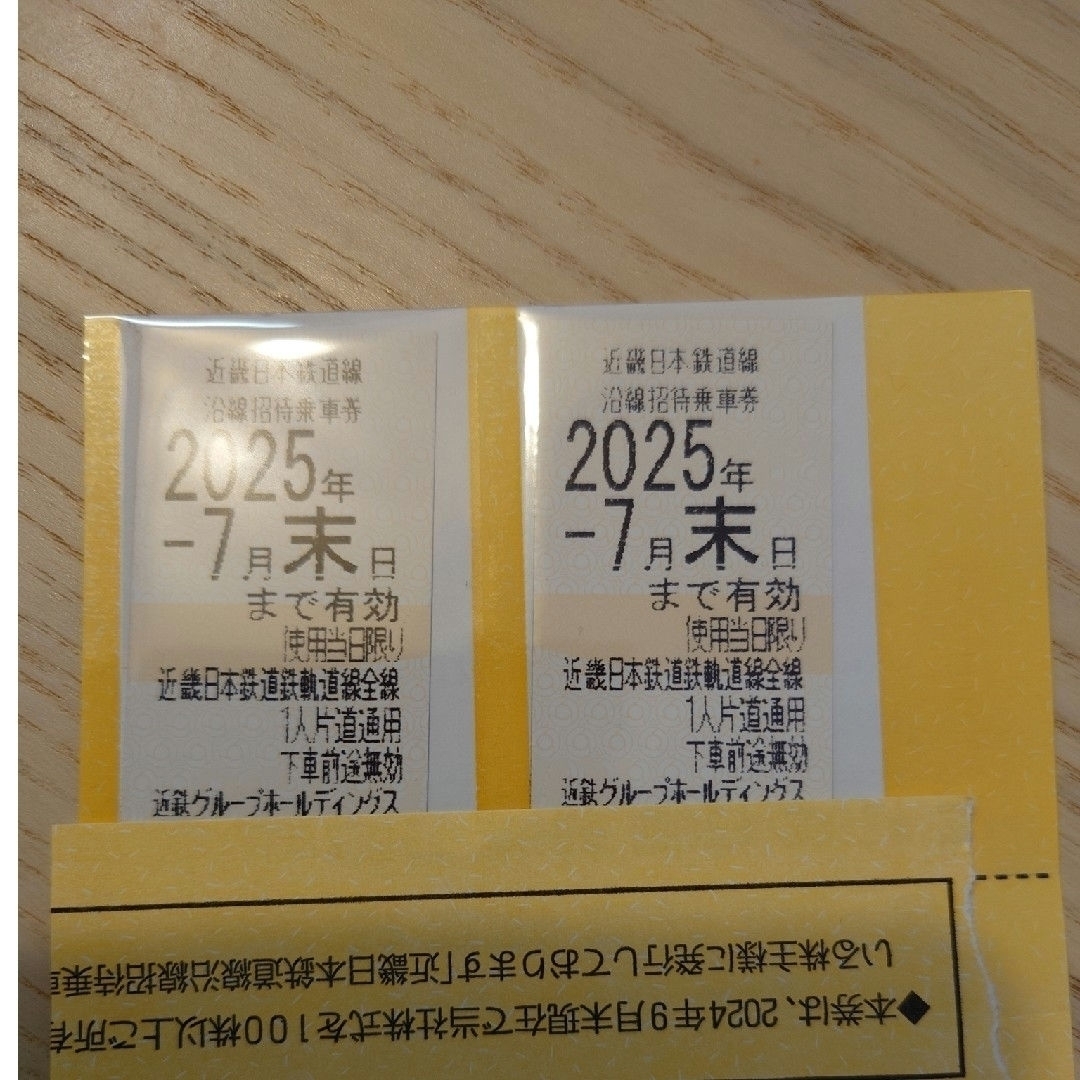 近畿日本鉄道線
沿線招待乗車券
2025年
-7月末日
まで有効
使用当日限り
近畿日本鉄道鉄軌道線全線
1人片道通用
下車前途無効
近鉄グループホールディングス
近畿日本鉄道線
沿線招待乗車券
2025年
-7月末日
まで有効
使用当日限り
近畿日本鉄道鉄軌道線全線
1人片道通用
下車前途無効
近鉄グループホールディングス
◆本券は、2024年9月末現在で当社株式を100株以上ご所有
いる株主様に発行しております「近畿日本鉄道線沿線招待乗車